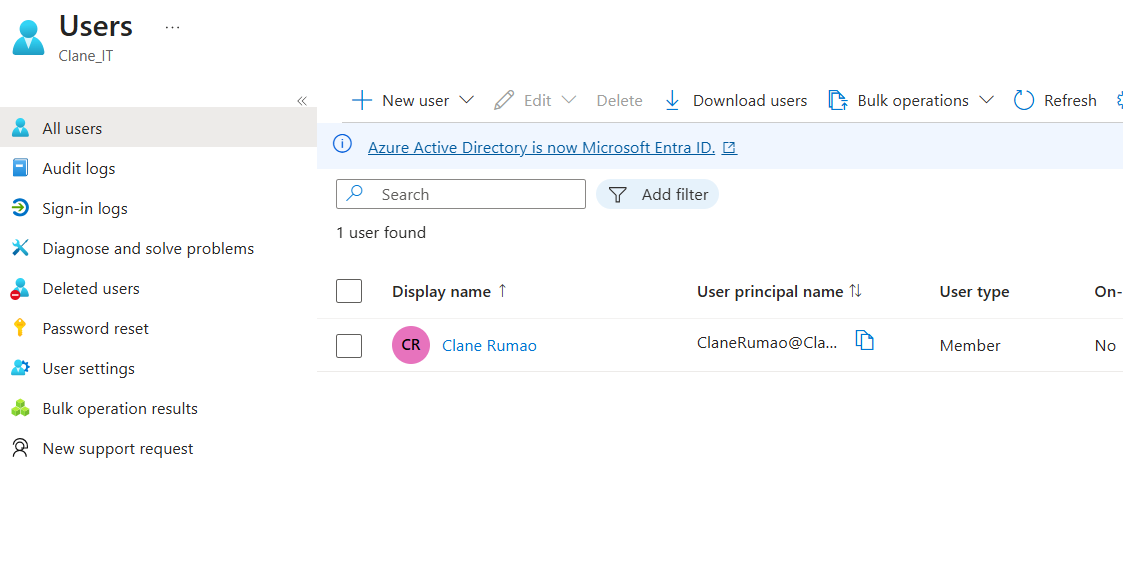 Users ...
Clane_IT
«
All users
Audit logs
Sign-in logs
Diagnose and solve problems
Deleted users
Password reset
User settings
Bulk operation results
New support request
New user Edit Delete Download users Bulk operations Refresh
Azure Active Directory is now Microsoft Entra ID.
Search Add filter
1 user found
Display name ↑ User principal name ↑↓ User type On-
CR Clane Rumao ClaneRumao@Cla... Member No